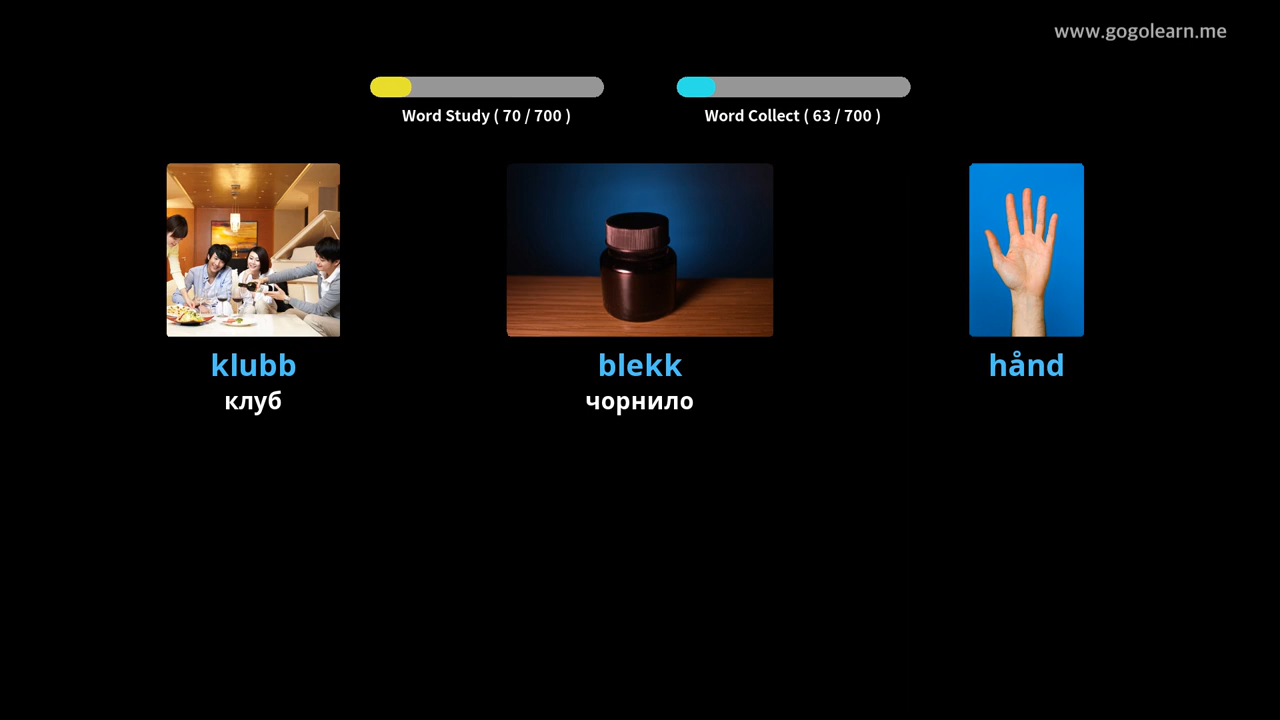 www.gogolearn.me
Word Study ( 70 / 700 )
Word Collect ( 63 / 700 )
klubb
blekk
hånd
клуб
чорнило